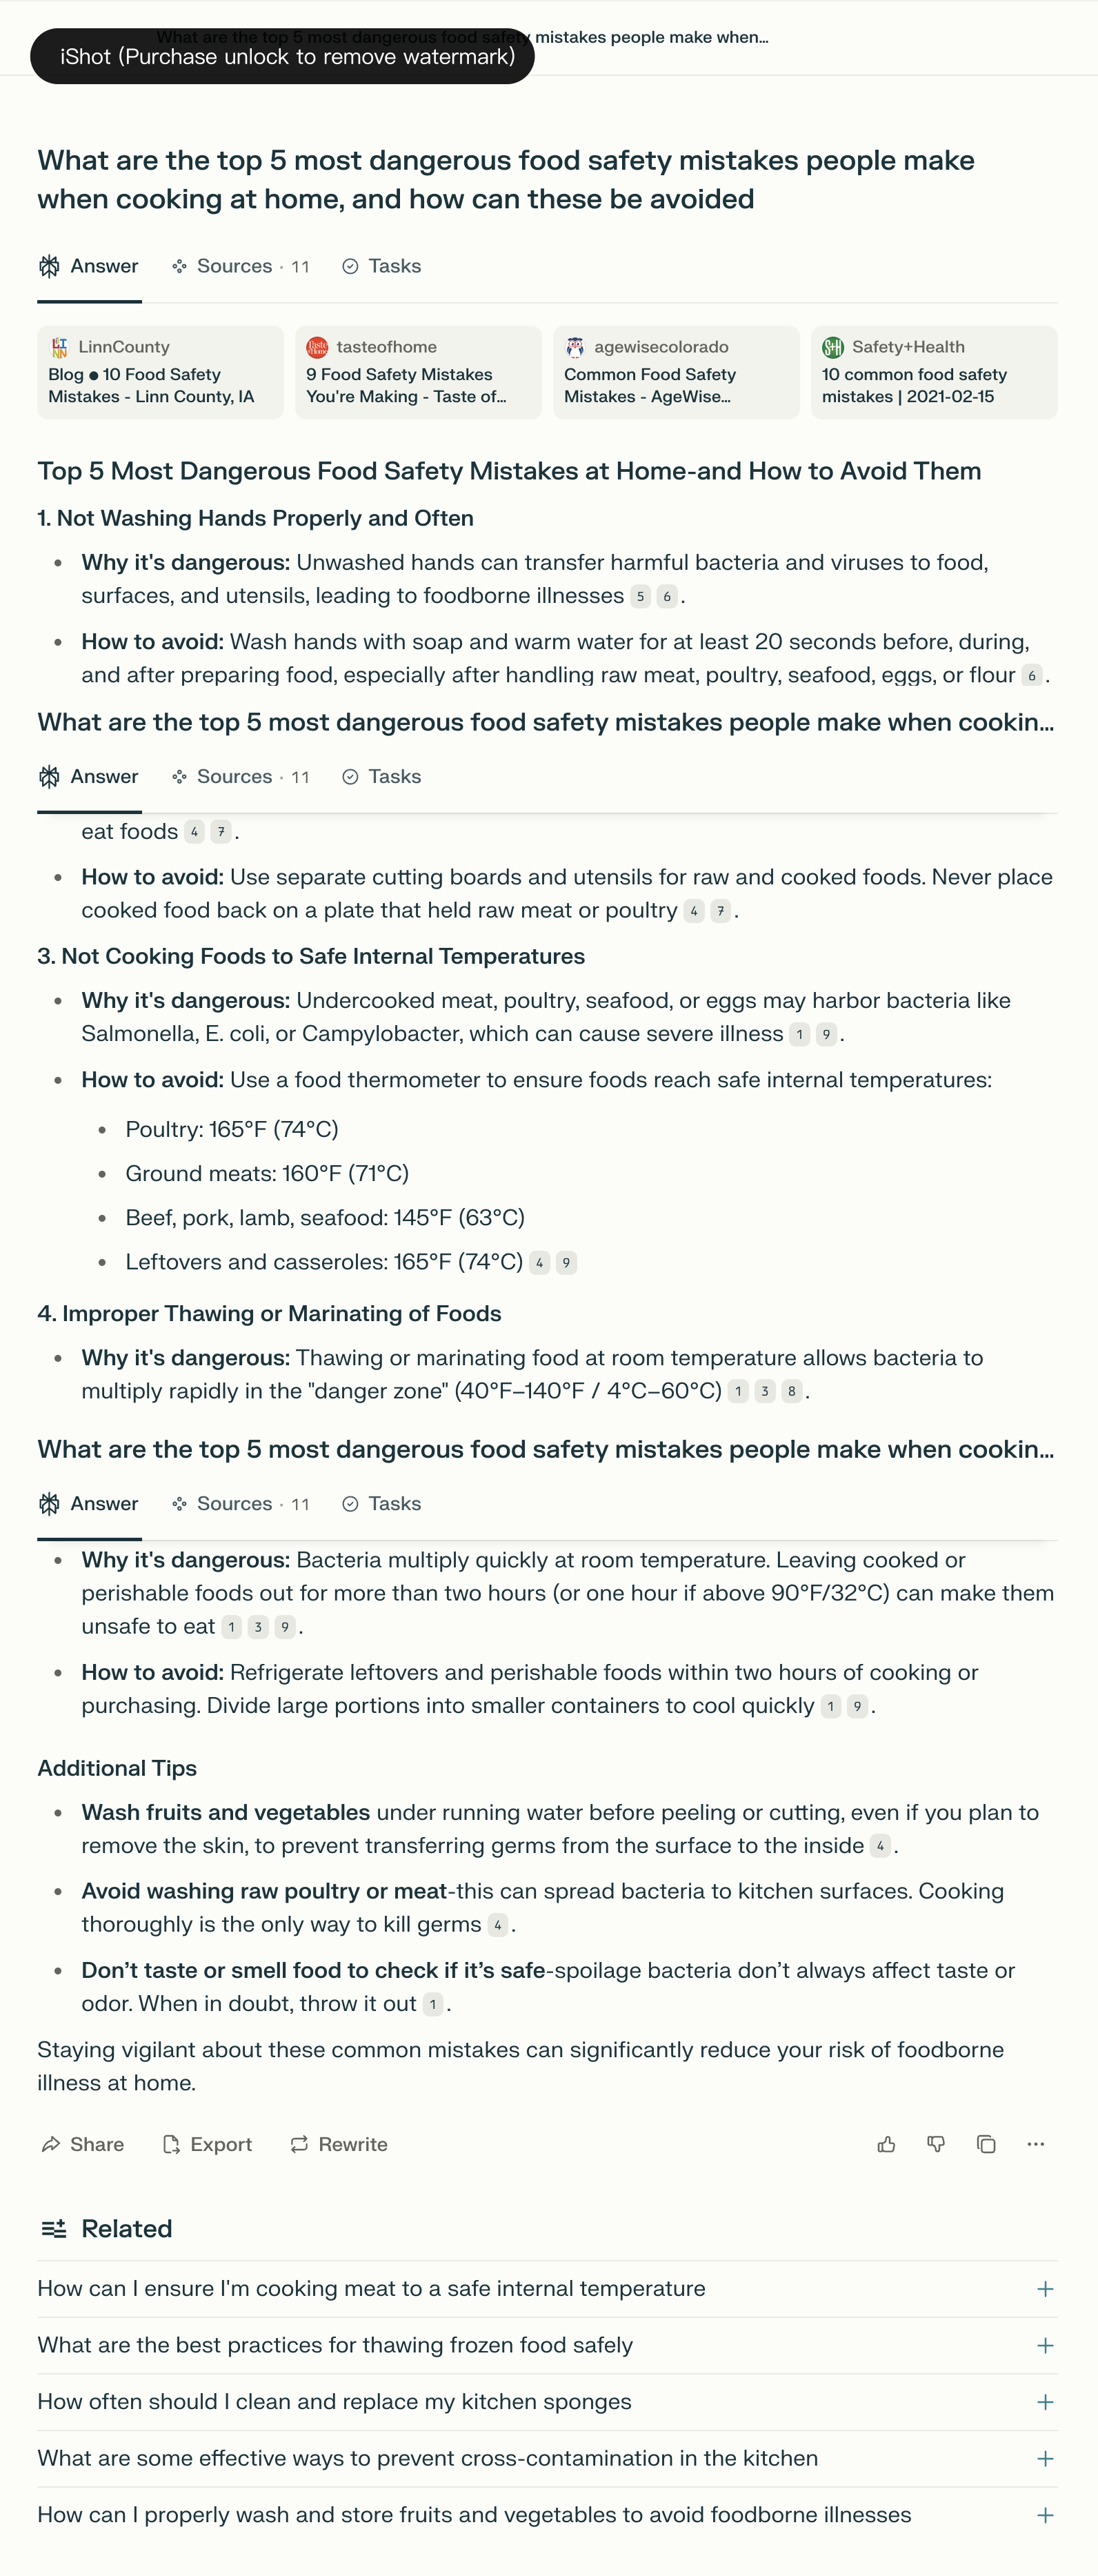 What are the top 5 most dangerous food safety mistakes people make when...
iShot (Purchase unlock to remove watermark)
What are the top 5 most dangerous food safety mistakes people make
when cooking at home, and how can these be avoided
Answer Sources · 11 Tasks
LinnCounty
Blog ● 10 Food Safety
Mistakes - Linn County, IA
tasteofhome
9 Food Safety Mistakes
You're Making - Taste of...
agewisecolorado
Common Food Safety
Mistakes - AgeWise...
Safety+Health
10 common food safety
mistakes | 2021-02-15
Top 5 Most Dangerous Food Safety Mistakes at Home-and How to Avoid Them
1. Not Washing Hands Properly and Often
• Why it's dangerous: Unwashed hands can transfer harmful bacteria and viruses to food,
surfaces, and utensils, leading to foodborne illnesses 5 6 .
• How to avoid: Wash hands with soap and warm water for at least 20 seconds before, during,
and after preparing food, especially after handling raw meat, poultry, seafood, eggs, or flour 6 .
What are the top 5 most dangerous food safety mistakes people make when cookin...
Answer Sources · 11 Tasks
eat foods 4 7 .
• How to avoid: Use separate cutting boards and utensils for raw and cooked foods. Never place
cooked food back on a plate that held raw meat or poultry 4 7 .
3. Not Cooking Foods to Safe Internal Temperatures
• Why it's dangerous: Undercooked meat, poultry, seafood, or eggs may harbor bacteria like
Salmonella, E. coli, or Campylobacter, which can cause severe illness 1 9 .
• How to avoid: Use a food thermometer to ensure foods reach safe internal temperatures:
• Poultry: 165°F (74°C)
• Ground meats: 160°F (71°C)
• Beef, pork, lamb, seafood: 145°F (63°C)
• Leftovers and casseroles: 165°F (74°C) 4 9
4. Improper Thawing or Marinating of Foods
• Why it's dangerous: Thawing or marinating food at room temperature allows bacteria to
multiply rapidly in the "danger zone" (40°F–140°F / 4°C–60°C) 1 3 8 .
What are the top 5 most dangerous food safety mistakes people make when cookin...
Answer Sources · 11 Tasks
• Why it's dangerous: Bacteria multiply quickly at room temperature. Leaving cooked or
perishable foods out for more than two hours (or one hour if above 90°F/32°C) can make them
unsafe to eat 1 3 9 .
• How to avoid: Refrigerate leftovers and perishable foods within two hours of cooking or
purchasing. Divide large portions into smaller containers to cool quickly 1 9 .
Additional Tips
• Wash fruits and vegetables under running water before peeling or cutting, even if you plan to
remove the skin, to prevent transferring germs from the surface to the inside 4 .
• Avoid washing raw poultry or meat-this can spread bacteria to kitchen surfaces. Cooking
thoroughly is the only way to kill germs 4 .
• Don’t taste or smell food to check if it’s safe-spoilage bacteria don’t always affect taste or
odor. When in doubt, throw it out 1 .
Staying vigilant about these common mistakes can significantly reduce your risk of foodborne
illness at home.
Share Export Rewrite
Related
How can I ensure I'm cooking meat to a safe internal temperature
What are the best practices for thawing frozen food safely
How often should I clean and replace my kitchen sponges
What are some effective ways to prevent cross-contamination in the kitchen
How can I properly wash and store fruits and vegetables to avoid foodborne illnesses